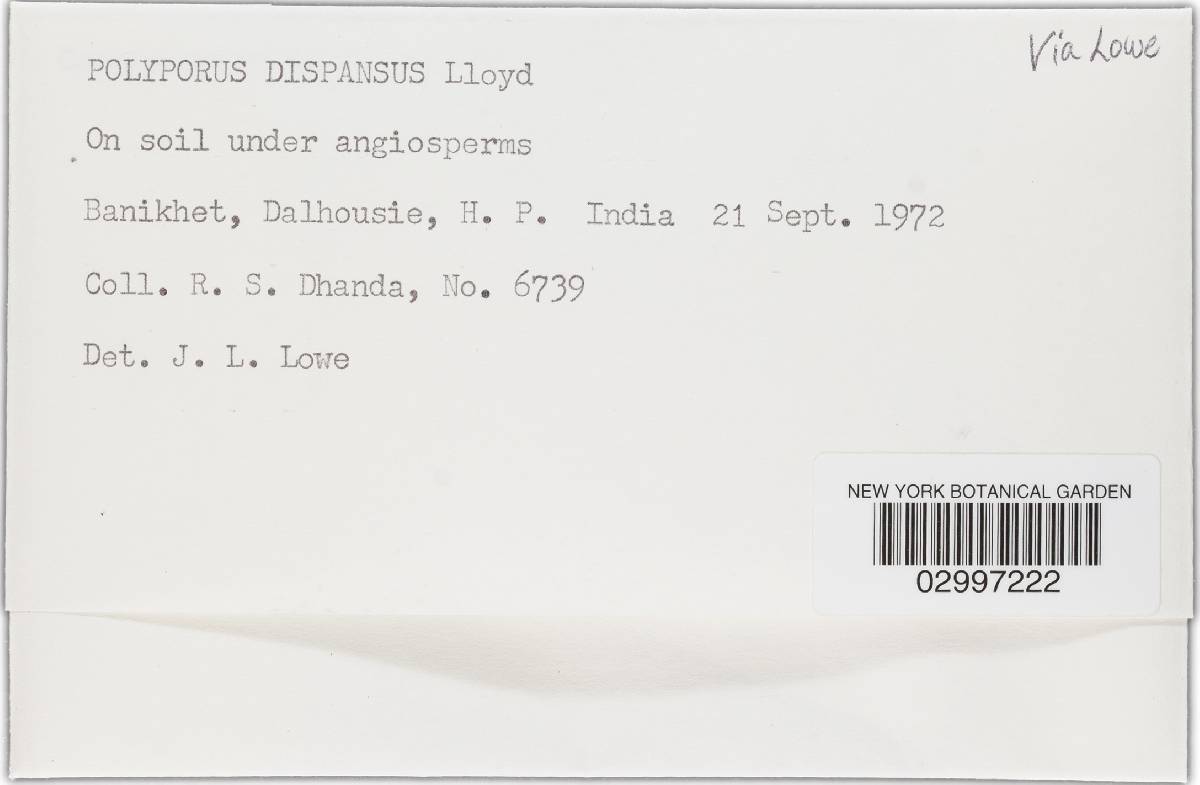 Via Lowe
POLYPORUS DISPANSUS Lloyd
On soil under angiosperms
Banikhet, Dalhousie, H. P. India 21 Sept. 1972
Coll. R. S. Dhanda, No. 6739
Det. J. L. Lowe
NEW YORK BOTANICAL GARDEN
02997222